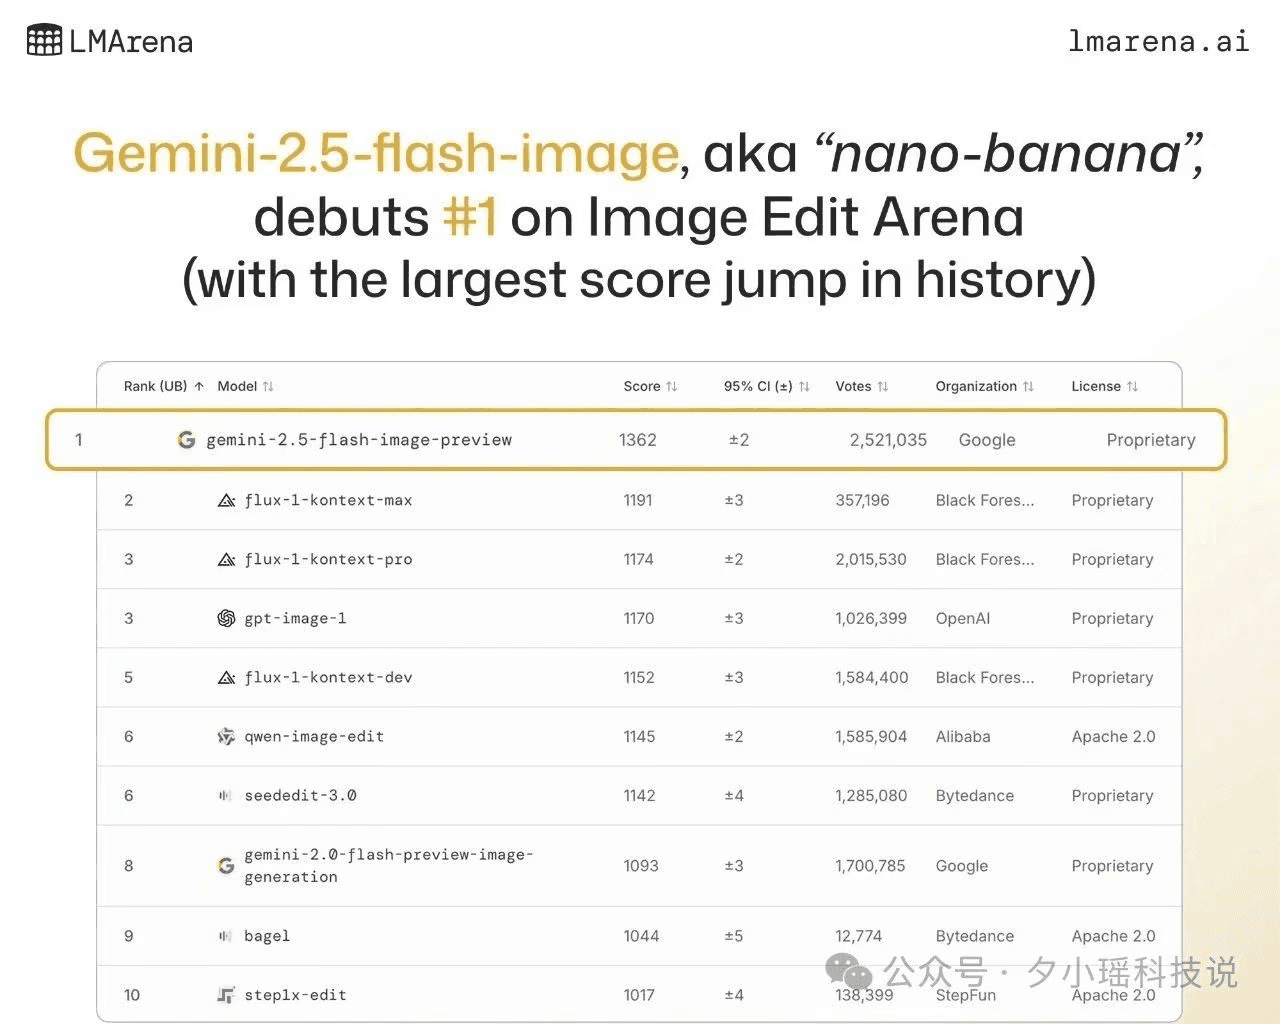 LMArena
lmarena.ai
Gemini-2.5-flash-image, aka “nano-banana”,
debuts #1 on Image Edit Arena
(with the largest score jump in history)
Rank (UB) ↑ Model ↑↓ Score ↑↓ 95% CI (±) ↑↓ Votes ↑↓ Organization ↑↓ License ↑↓
1 gemini-2.5-flash-image-preview 1362 ±2 2,521,035 Google Proprietary
2 flux-1-kontext-max 1191 ±3 357,196 Black Fores... Proprietary
3 flux-1-kontext-pro 1174 ±2 2,015,530 Black Fores... Proprietary
3 gpt-image-1 1170 ±3 1,026,399 OpenAI Proprietary
5 flux-1-kontext-dev 1152 ±3 1,584,400 Black Fores... Proprietary
6 qwen-image-edit 1145 ±2 1,585,904 Alibaba Apache 2.0
6 seededit-3.0 1142 ±4 1,285,080 Bytedance Proprietary
8 gemini-2.0-flash-preview-image-
generation 1093 ±3 1,700,785 Google Proprietary
9 bagel 1044 ±5 12,774 Bytedance Apache 2.0
10 step1x-edit 1017 ±4 138,399 StepFun Apache 2.0
公众号 · 夕小瑶科技说